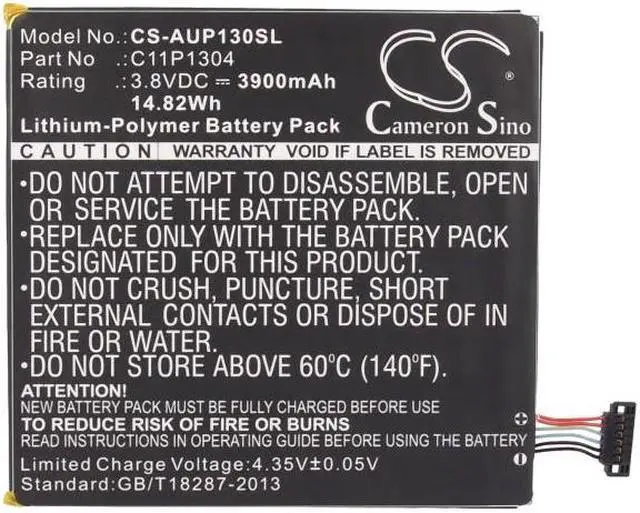 Model No.:CS-AUP130SL
Part No :C11P1304
Rating :3.8VDC ⎓ 3900mAh
14.82Wh
Lithium-Polymer Battery Pack
CS
®
Cameron Sino
CAUTION WARRANTY VOID IF LABEL IS REMOVED
•DO NOT ATTEMPT TO DISASSEMBLE, OPEN
OR SERVICE THE BATTERY PACK.
•REPLACE ONLY WITH THE BATTERY PACK
DESIGNATED FOR THIS PRODUCT.
•DO NOT CRUSH, PUNCTURE, SHORT
EXTERNAL CONTACTS OR DISPOSE OF IN
FIRE OR WATER.
•DO NOT STORE ABOVE 60°C (140°F).
ATTENTION!
NEW BATTERY PACK MUST BE FULLY CHARGED BEFORE USE
TO REDUCE RISK OF FIRE OR BURNS
READ INSTRUCTION & OPERATING GUIDE BEFORE USE THE BATTERY
Limited Charge Voltage:4.35V±0.05V
Standard:GB/T18287-2013